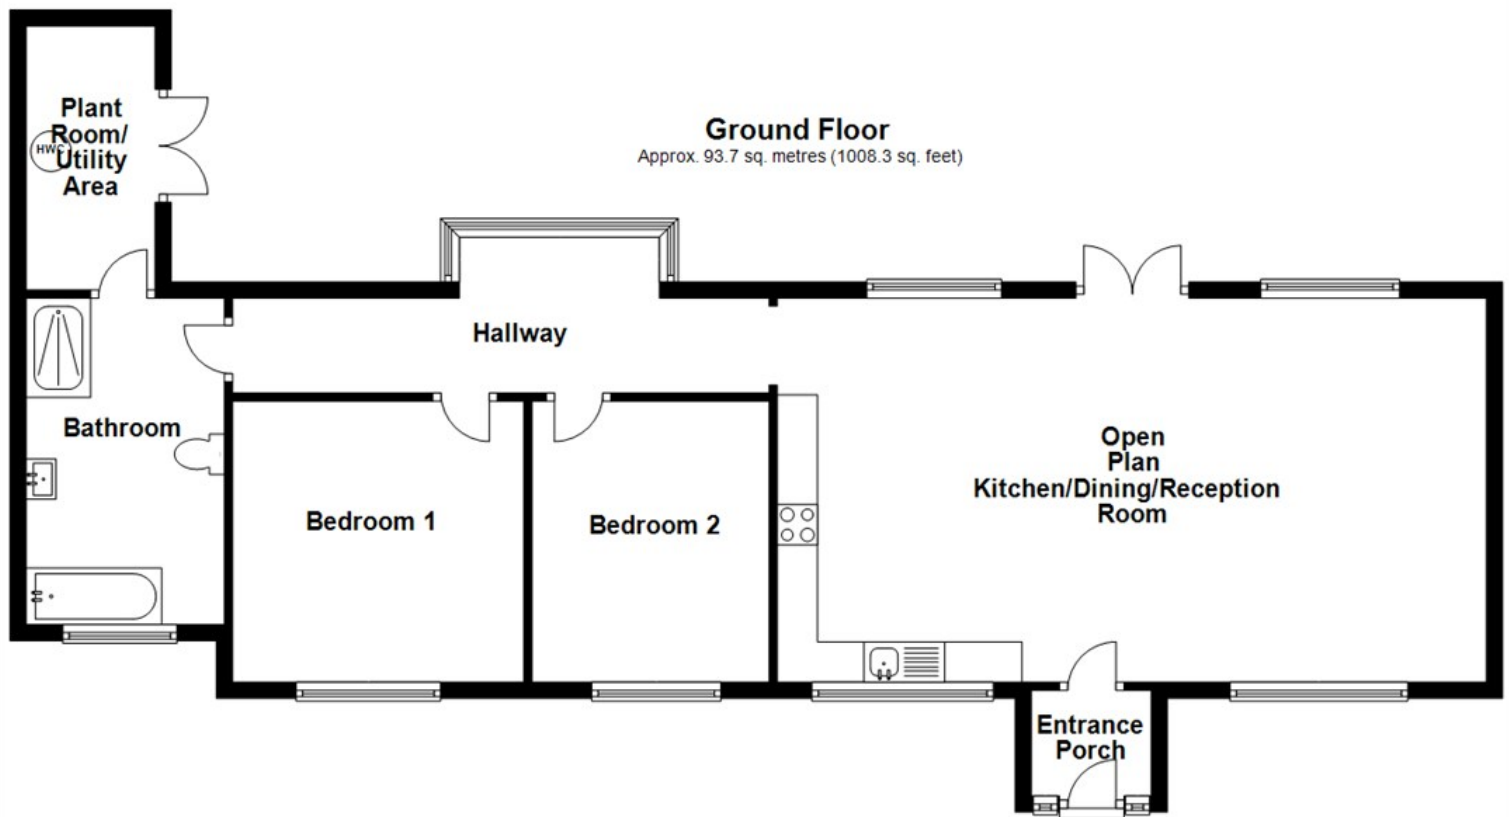 Plant
Room/
HWC
Utility
Area
Ground Floor
Approx. 93.7 sq. metres (1008.3 sq. feet)
Hallway
Bathroom
Bedroom 1
Bedroom 2
Open
Plan
Kitchen/Dining/Reception
Room
Entrance
Porch